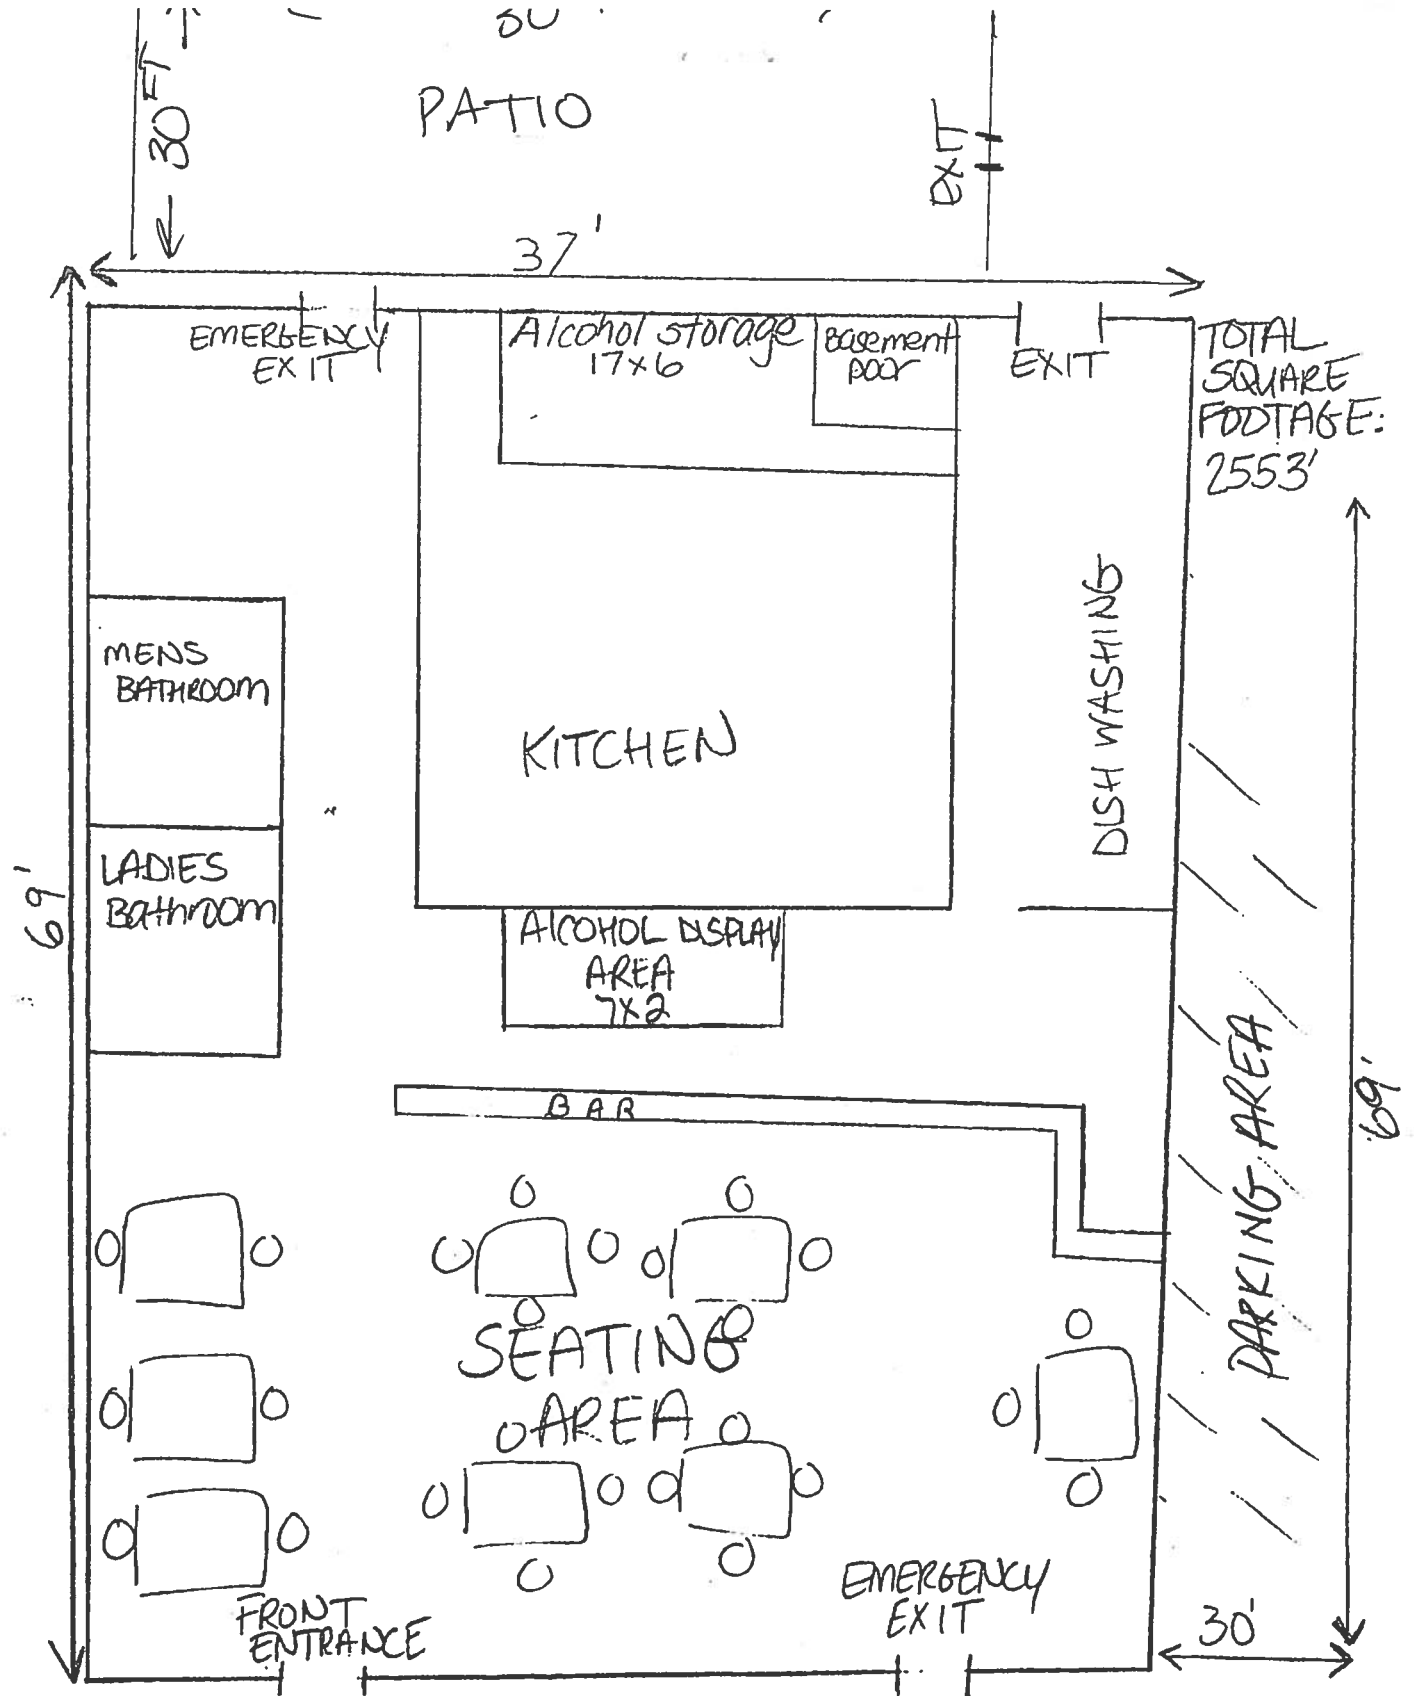 30 FT
PATIO
EXIT
37'
EMERGENCY
EXIT
Alcohol storage
17x6
Basement
DOOR
EXIT
TOTAL
SQUARE
FOOTAGE:
2553'
MENS
BATHROOM
KITCHEN
DISH WASHING
LADIES
Bathroom
69'
AlCOHOL DISPLAY
AREA
7X2
BAR
PARKING AREA
69'
SEATING
AREA
FRONT
ENTRANCE
EMERGENCY
EXIT
30'